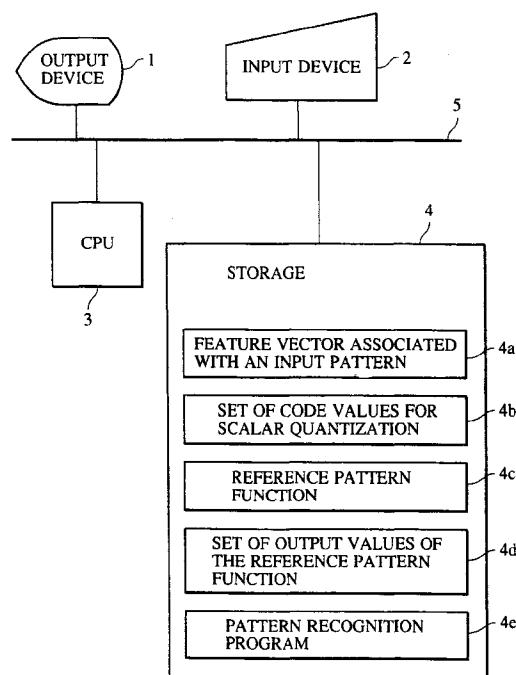 OUTPUT
DEVICE
1
INPUT DEVICE
2
5
CPU
3
4
STORAGE
FEATURE VECTOR ASSOCIATED
WITH AN INPUT PATTERN
4a
SET OF CODE VALUES FOR
SCALAR QUANTIZATION
4b
REFERENCE PATTERN
FUNCTION
4c
SET OF OUTPUT VALUES OF
THE REFERENCE PATTERN
FUNCTION
4d
PATTERN RECOGNITION
PROGRAM
4e